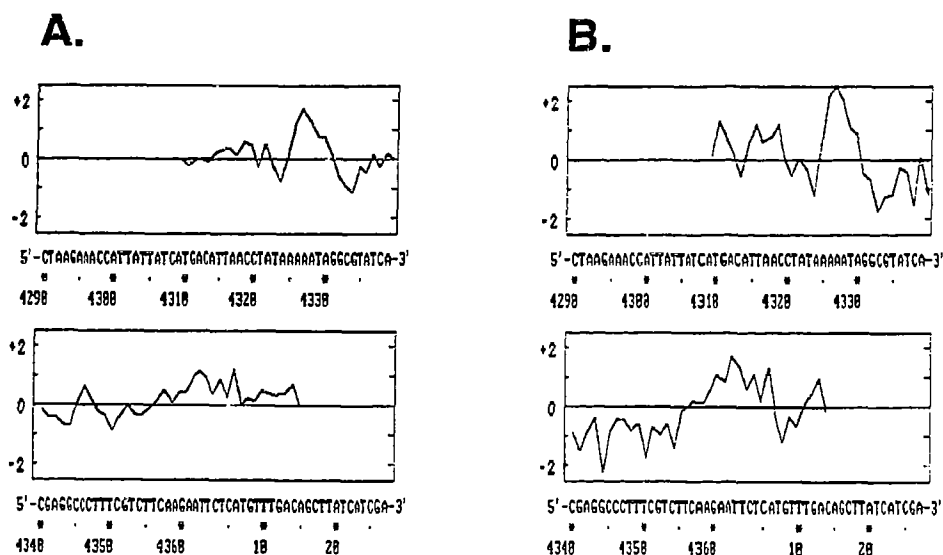 A.
+2
0
-2
5'-CTAAGAAACCATTATTATCATGACATTAACCTATAAAAATAGGCGTATCA-3'
4290 4300 4310 4320 4330
+2
0
-2
5'-CGAGGCCCTTTCGTCTTCAAGAATTCTCATGTTTGACAGCTTATCATCGA-3'
4340 4350 4360 10 20
B.
+2
0
-2
5'-CTAAGAAACCATTATTATCATGACATTAACCTATAAAAATAGGCGTATCA-3'
4290 4300 4310 4320 4330
+2
0
-2
5'-CGAGGCCCTTTCGTCTTCAAGAATTCTCATGTTTGACAGCTTATCATCGA-3'
4340 4350 4360 10 20